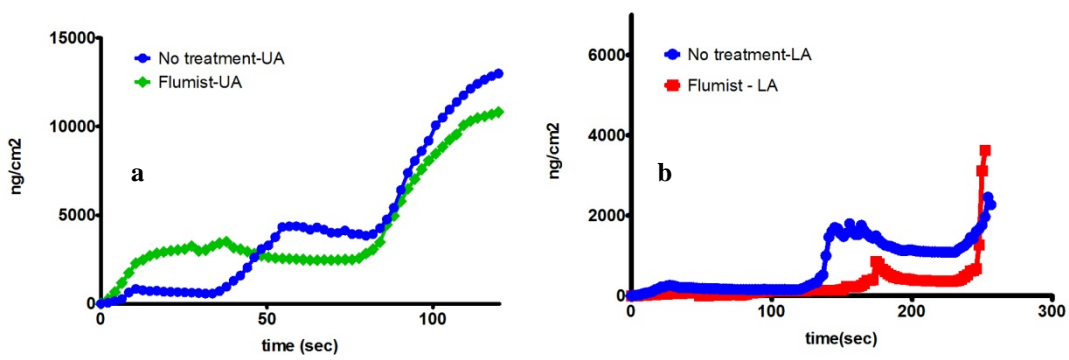 15000
10000
5000
0
ng/cm2
No treatment-UA
Flumist-UA
a
0
50
100
time (sec)
6000
4000
2000
0
ng/cm2
No treatment-LA
Flumist - LA
b
0
100
200
300
time(sec)